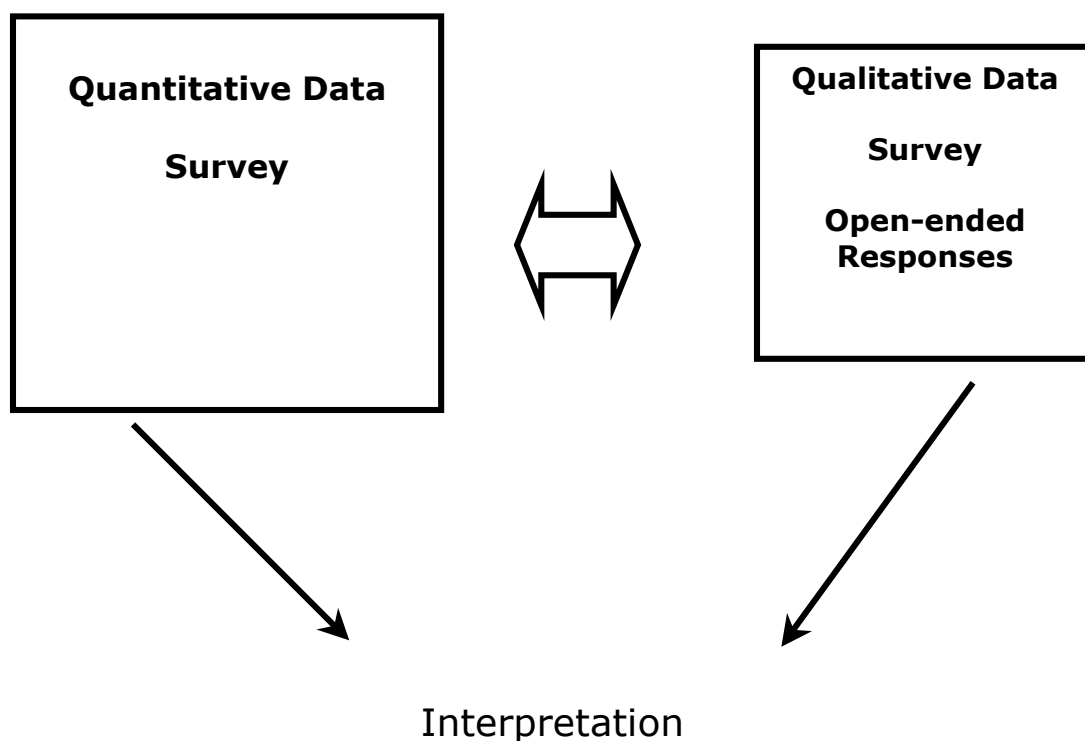 Quantitative Data
Survey
Qualitative Data
Survey
Open-ended
Responses
Interpretation